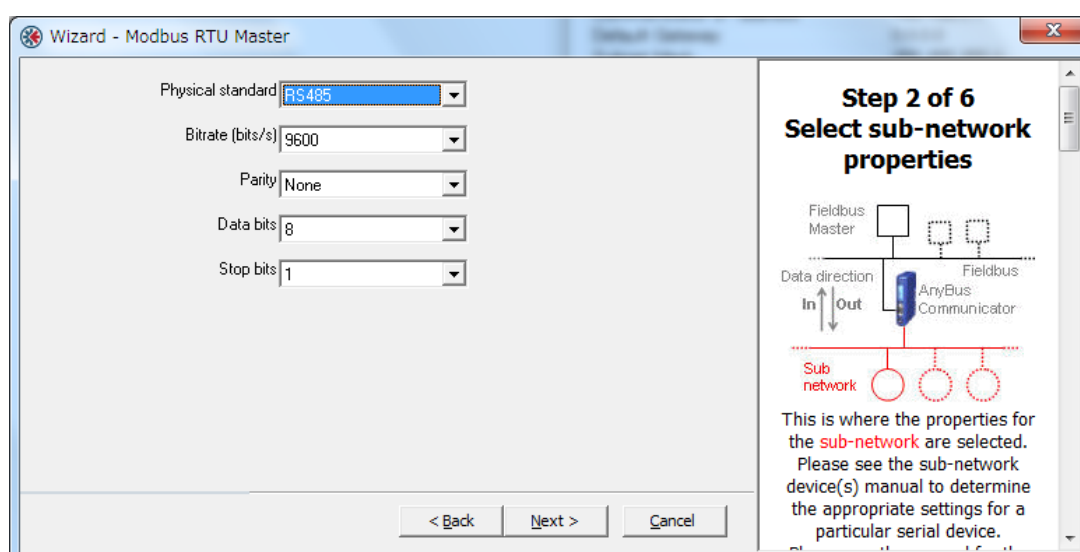 Wizard - Modbus RTU Master
Physical standard RS485
Bitrate (bits/s) 9600
Parity None
Data bits 8
Stop bits 1
< Back Next > Cancel
Step 2 of 6
Select sub-network
properties
Fieldbus
Master
Fieldbus
Data direction
In Out
AnyBus
Communicator
Sub
network
This is where the properties for
the sub-network are selected.
Please see the sub-network
device(s) manual to determine
the appropriate settings for a
particular serial device.